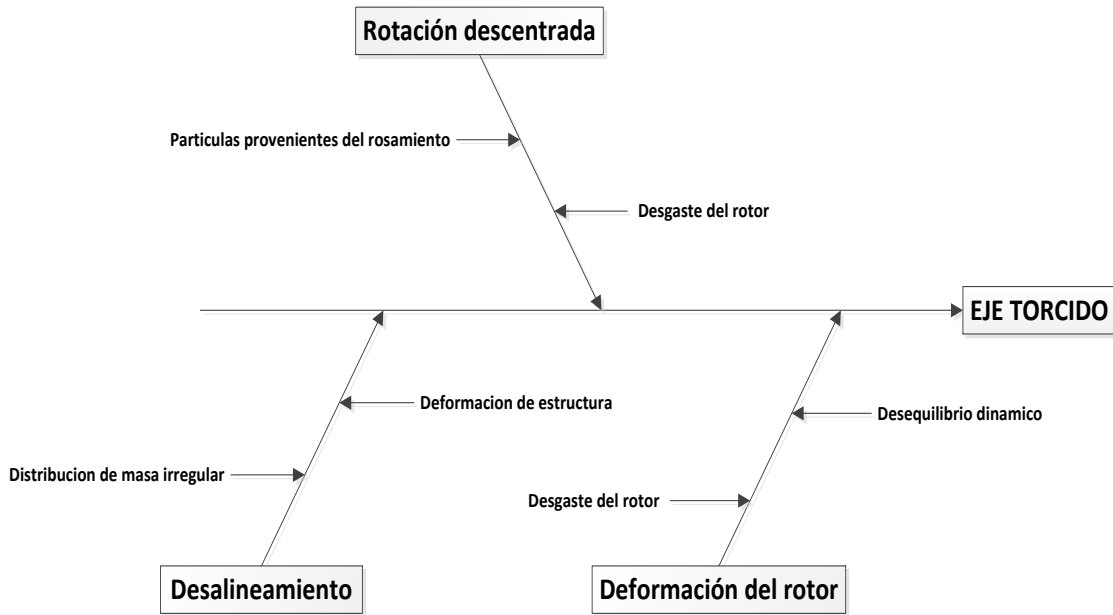 Rotación descentrada
Particulas provenientes del rosamiento
Desgaste del rotor
EJE TORCIDO
Deformacion de estructura
Desequilibrio dinamico
Distribucion de masa irregular
Desgaste del rotor
Desalineamiento
Deformación del rotor